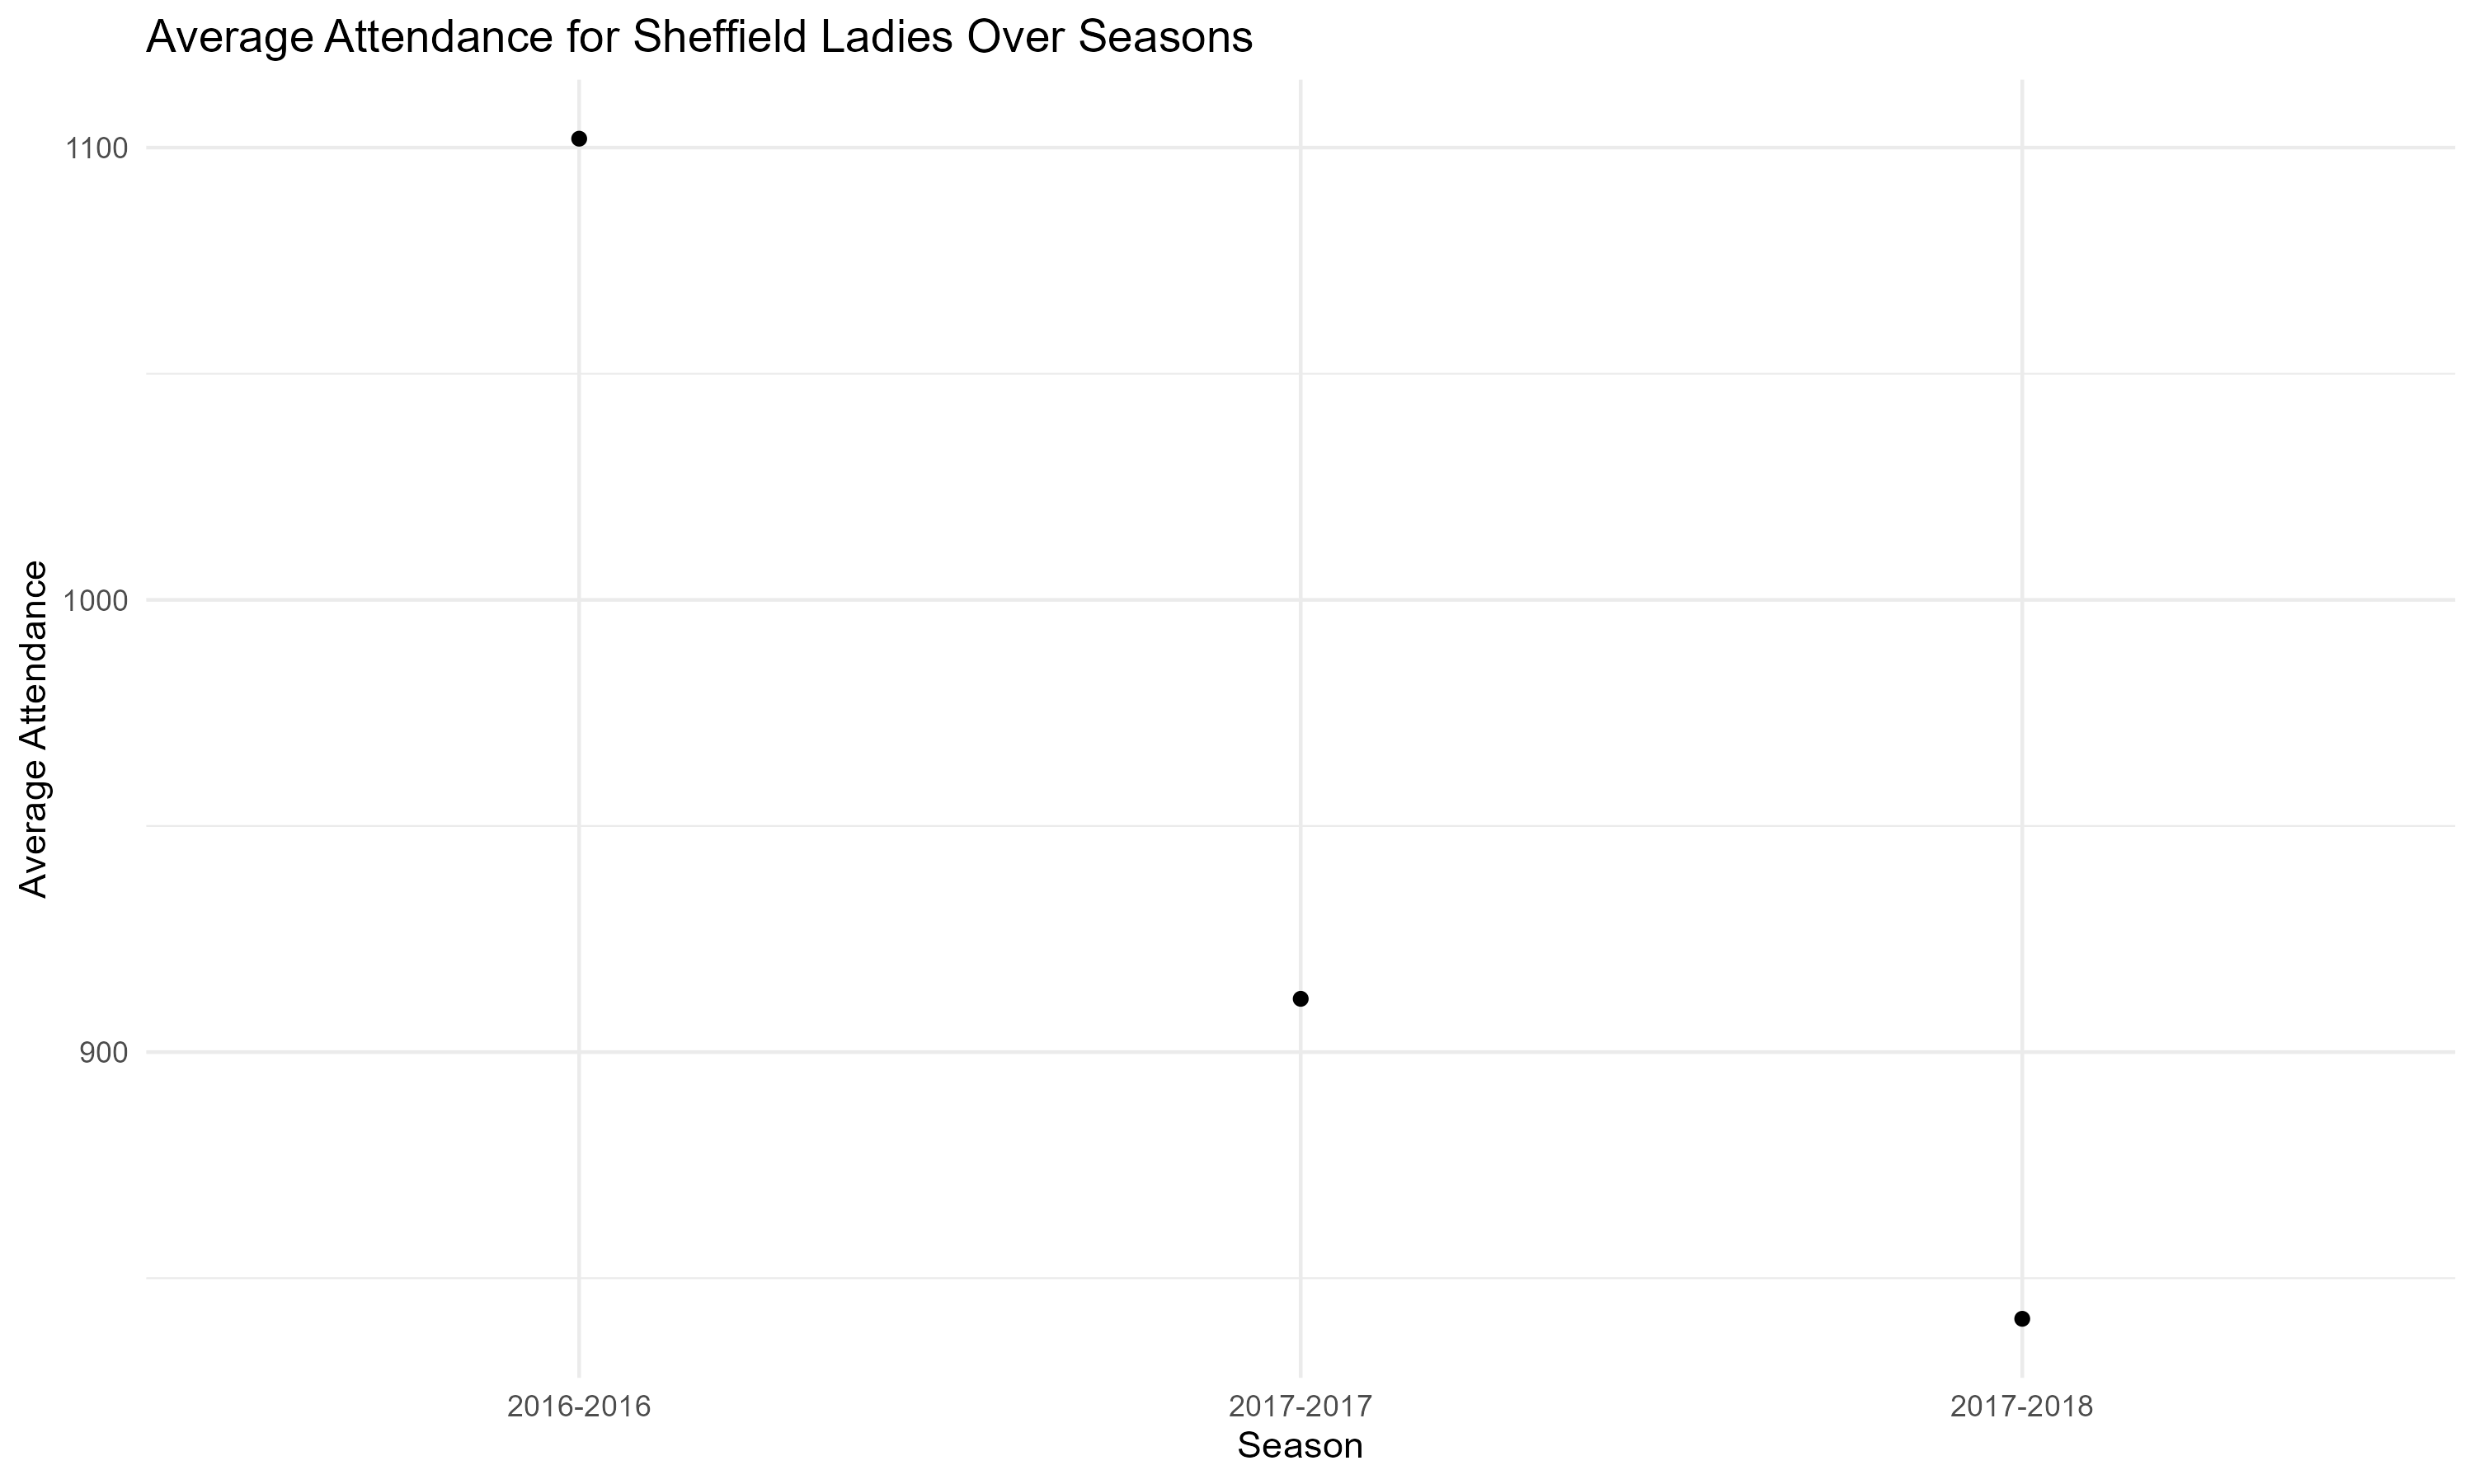 Average Attendance for Sheffield Ladies Over Seasons
Average Attendance
1100
1000
900
2016-2016
2017-2017
2017-2018
Season